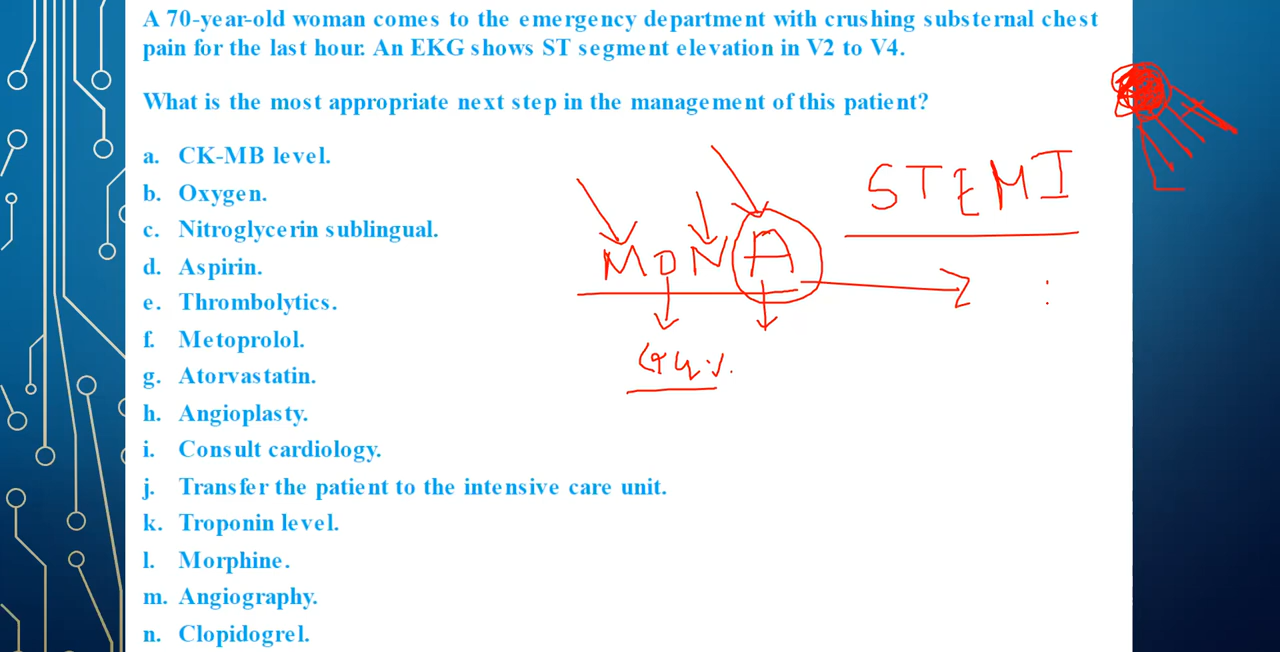 A 70-year-old woman comes to the emergency department with crushing substernal chest
pain for the last hour. An EKG shows ST segment elevation in V2 to V4.
What is the most appropriate next step in the management of this patient?
a. CK-MB level.
b. Oxygen.
c. Nitroglycerin sublingual.
d. Aspirin.
e. Thrombolytics.
f. Metoprolol.
g. Atorvastatin.
h. Angioplasty.
i. Consult cardiology.
j. Transfer the patient to the intensive care unit.
k. Troponin level.
l. Morphine.
m. Angiography.
n. Clopidogrel.
STEMI
MONA